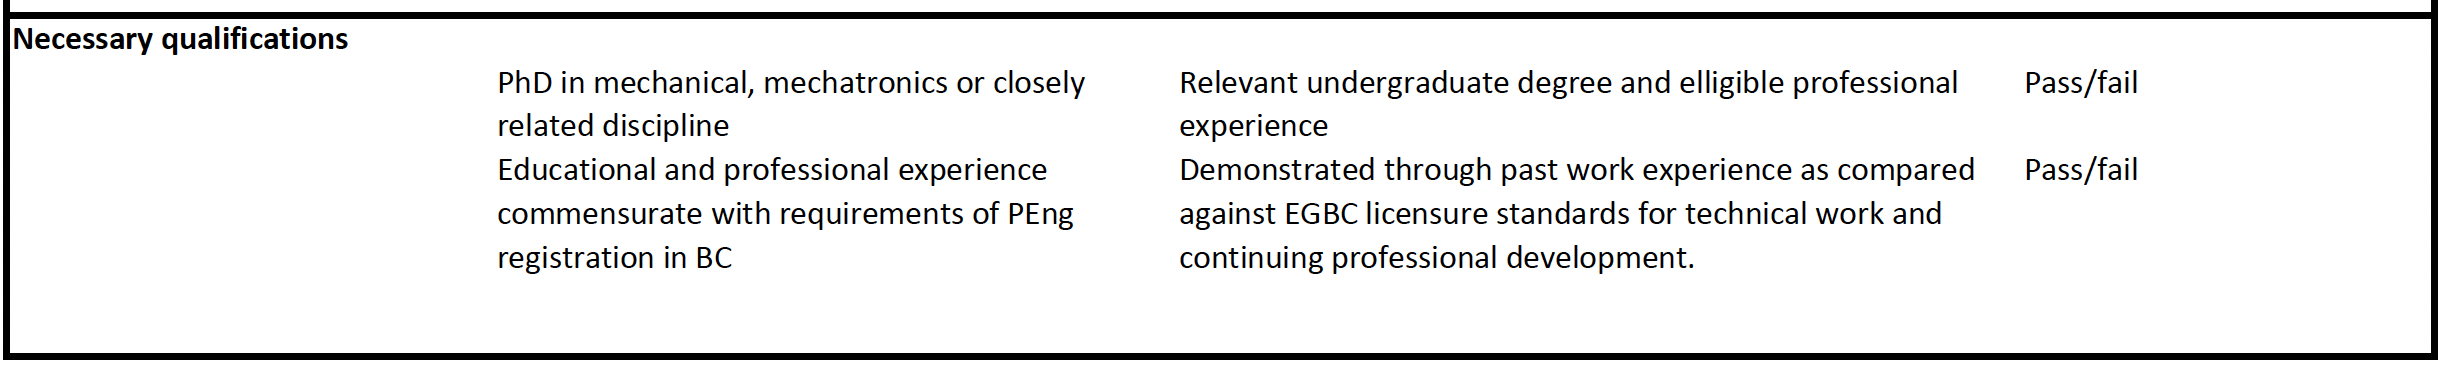 Necessary qualifications
PhD in mechanical, mechatronics or closely related discipline
Relevant undergraduate degree and elligible professional experience
Pass/fail
Educational and professional experience commensurate with requirements of PEng registration in BC
Demonstrated through past work experience as compared against EGBC licensure standards for technical work and continuing professional development.
Pass/fail